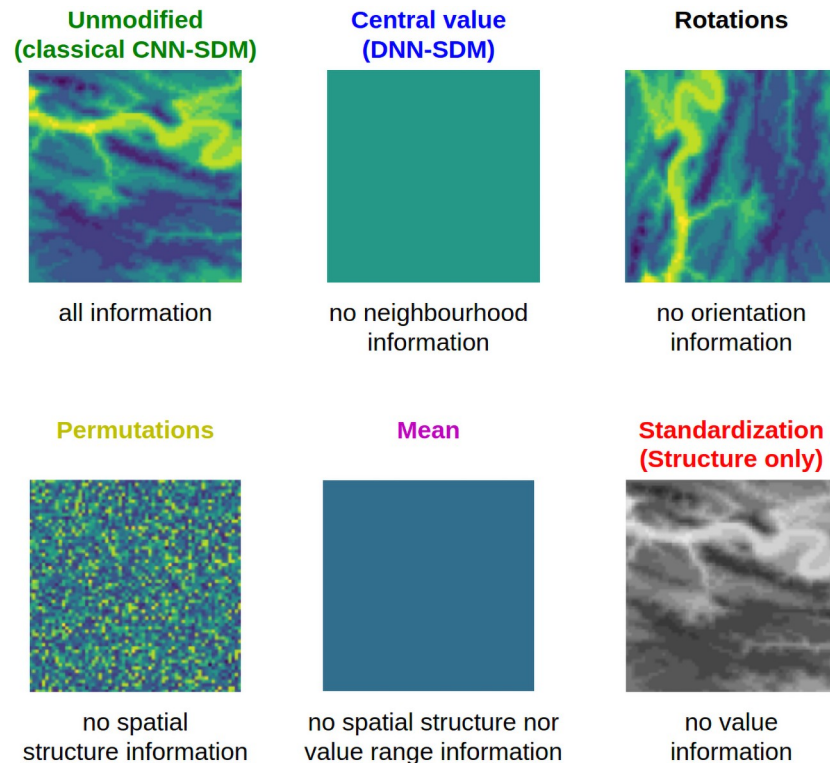 Unmodified
(classical CNN-SDM)
Central value
(DNN-SDM)
Rotations
all information
no neighbourhood
information
no orientation
information
Permutations
Mean
Standardization
(Structure only)
no spatial
structure information
no spatial structure nor
value range information
no value
information